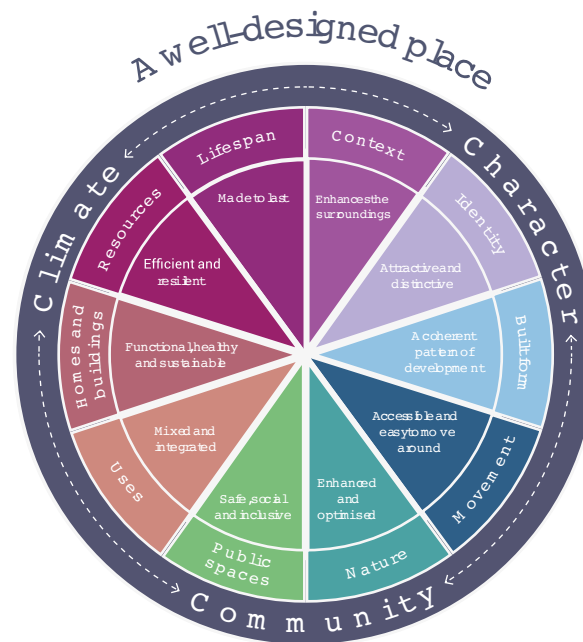 A well-designed place
Climate
Character
Community
Context
Enhances the
surroundings
Identity
Attractive and
distinctive
Built form
A coherent
pattern of
development
Movement
Accessible and
easy to move
around
Nature
Enhanced
and
optimised
Public
spaces
Safe, social
and inclusive
Uses
Mixed and
integrated
Homes and
buildings
Functional, healthy
and sustainable
Resources
Efficient and
resilient
Lifespan
Made to last